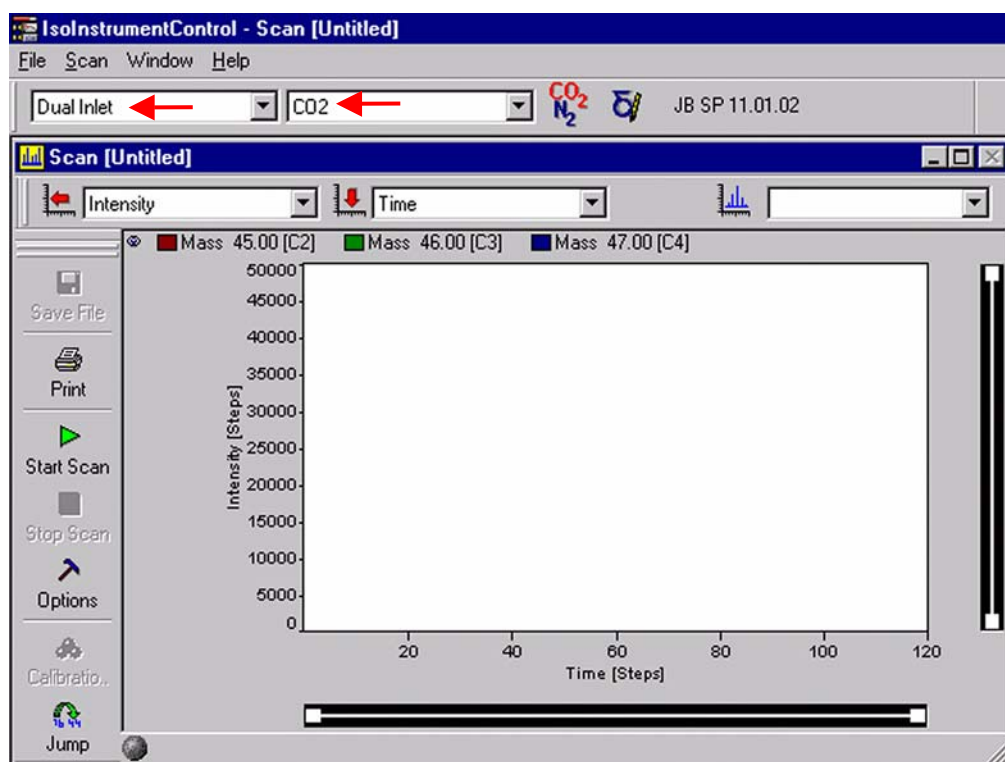 IsoInstrumentControl - Scan [Untitled]
File Scan Window Help
Dual Inlet CO2 CO2 N2 δ JB SP 11.01.02
Scan [Untitled]
Intensity Time
Mass 45.00 [C2] Mass 46.00 [C3] Mass 47.00 [C4]
50000
45000
40000
35000
30000
25000
20000
15000
10000
5000
0
Intensity [Steps]
20 40 60 80 100 120
Time [Steps]
Save File
Print
Start Scan
Stop Scan
Options
Calibratio..
16 44
Jump